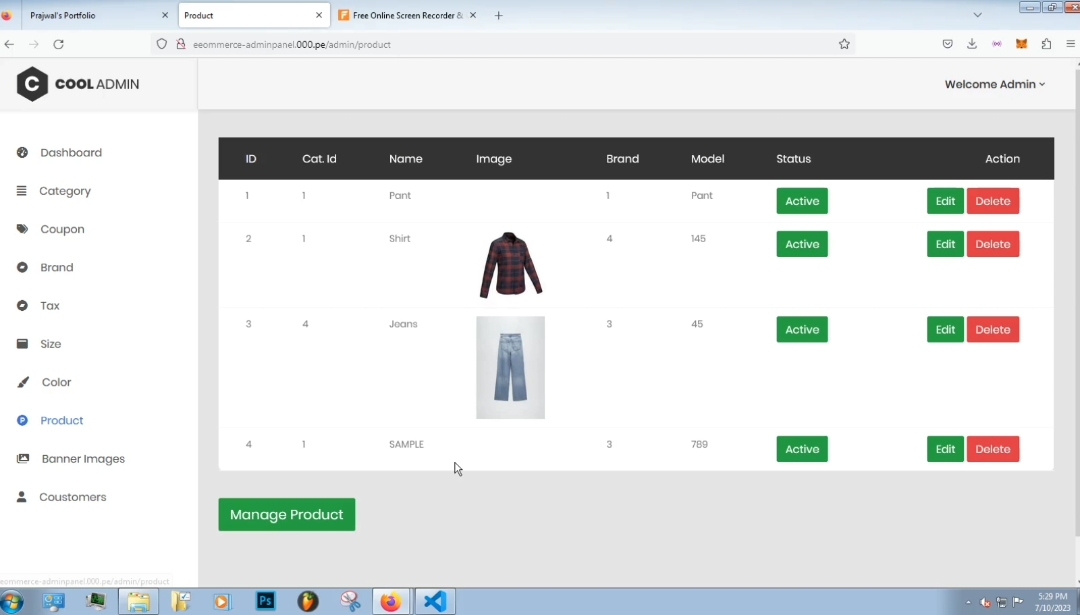 Prajwal's Portfolio
Product
Free Online Screen Recorder &
eeommerce-adminpanel.000.pe/admin/product
C COOL ADMIN
Welcome Admin
Dashboard
Category
Coupon
Brand
Tax
Size
Color
Product
Banner Images
Coustomers
ID Cat. Id Name Image Brand Model Status Action
1 1 Pant 1 Pant Active Edit Delete
2 1 Shirt 4 145 Active Edit Delete
3 4 Jeans 3 45 Active Edit Delete
4 1 SAMPLE 3 789 Active Edit Delete
Manage Product
eommerce-adminpanel.000.pe/admin/product
Ps
5:29 PM
7/10/2023